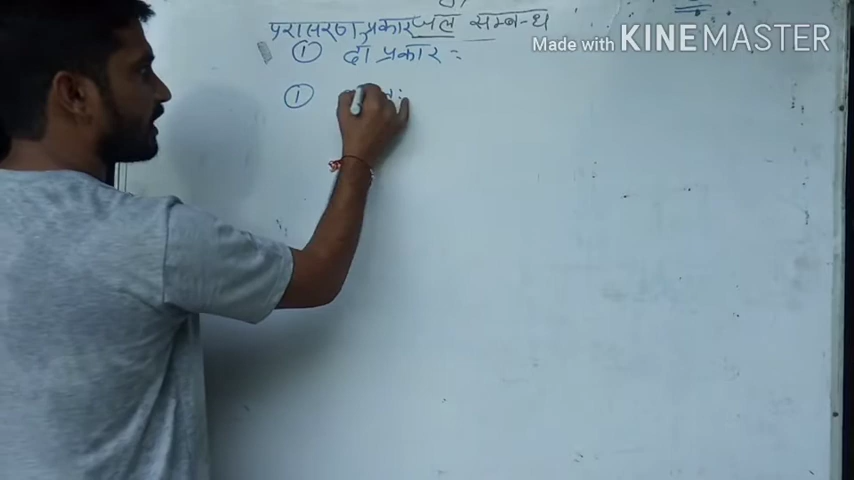 परासरण प्रकार जल सम्बन्ध
① दो प्रकार =
Made with KINEMASTER
①